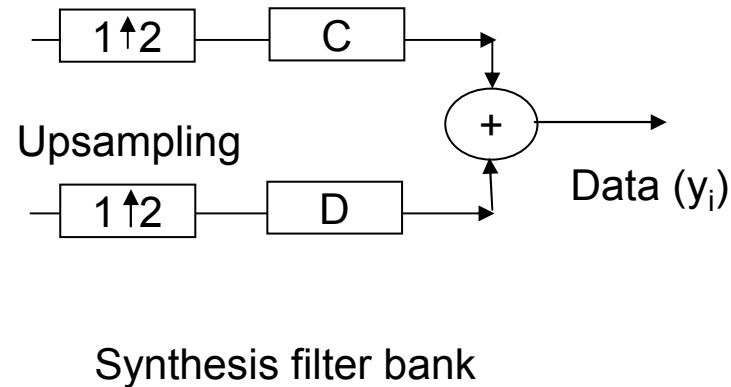 1↑2 C
+
Upsampling
Data (yᵢ)
1↑2 D
Synthesis filter bank